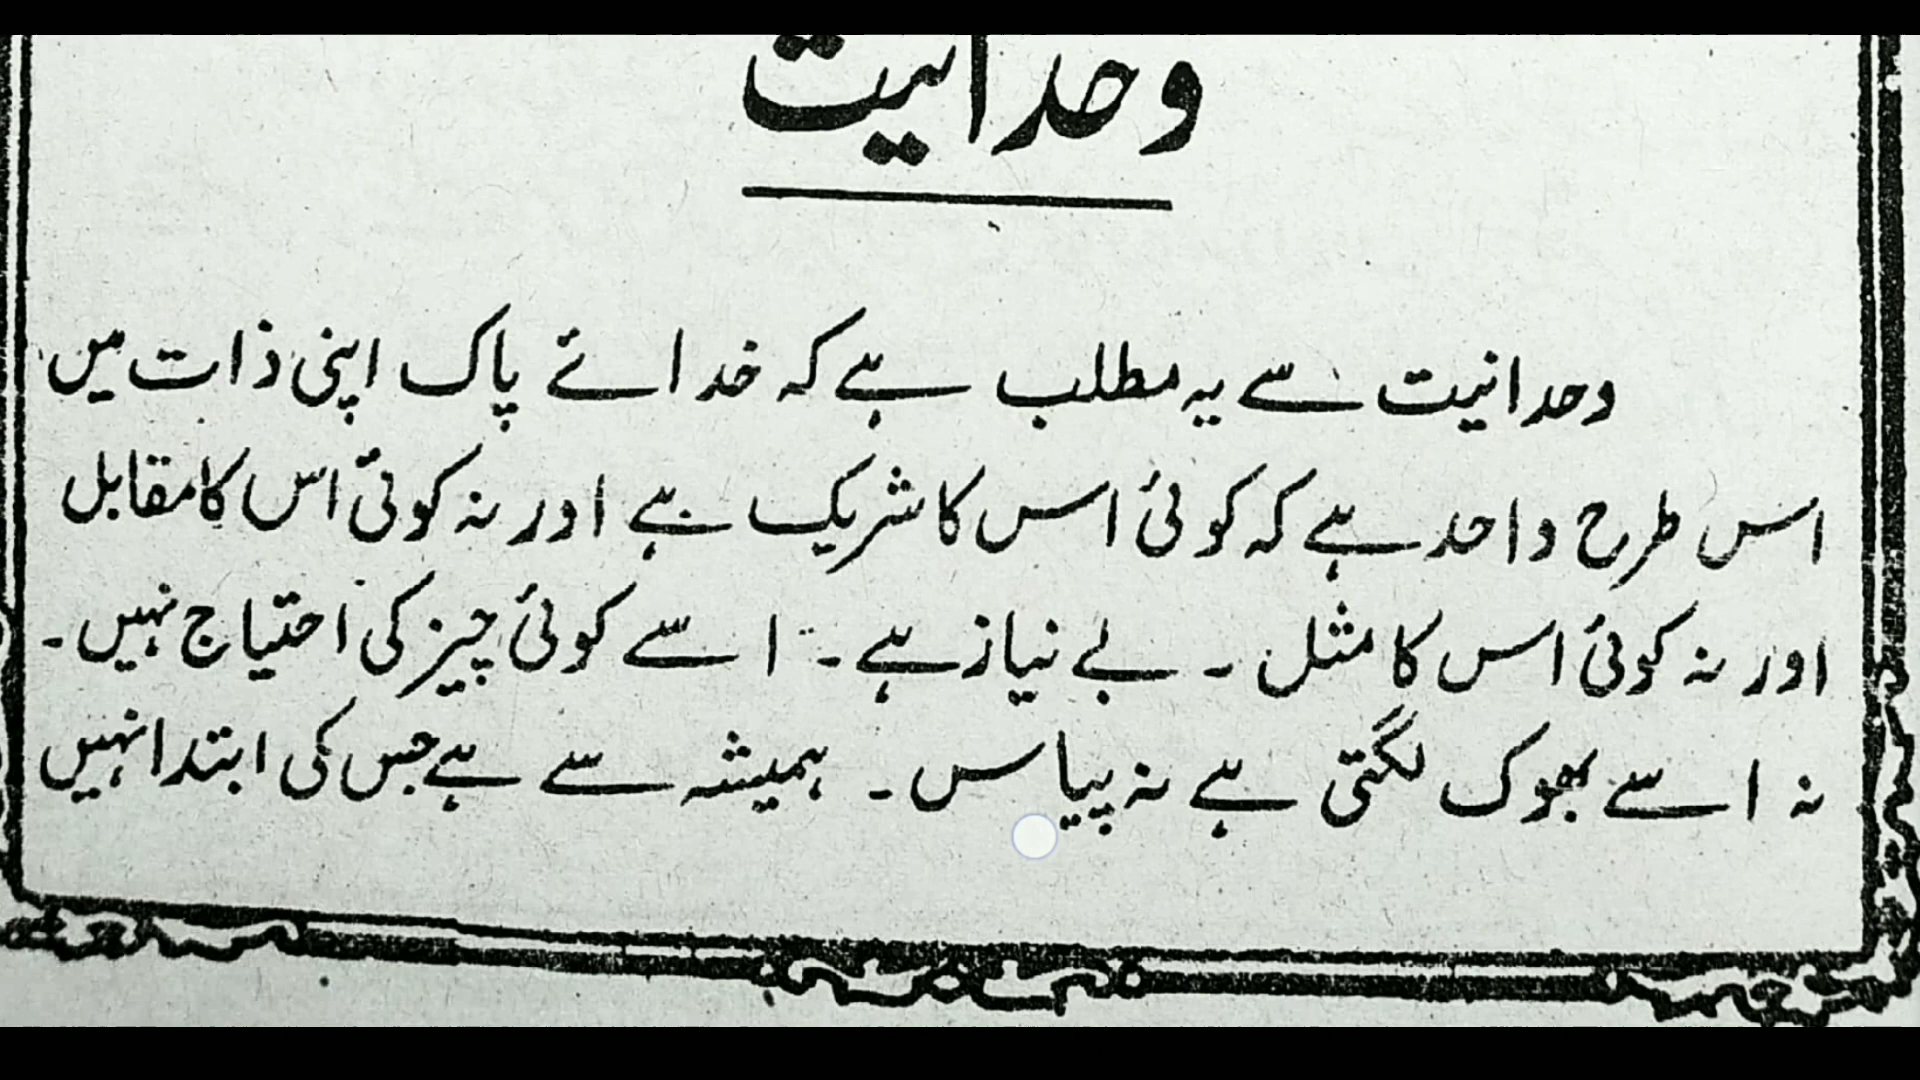 وحدانیت
وحدانیت سے یہ مطلب ہے کہ خدائے پاک اپنی ذات میں
اس طرح واحد ہے کہ کوئی اس کا شریک ہے اور نہ کوئی اس کا مقابل
اور نہ کوئی اس کا مثل ۔ بے نیاز ہے ۔ اسے کوئی چیز کی احتیاج نہیں ۔
نہ اسے بھوک لگتی ہے نہ پیاس ۔ ہمیشہ سے ہے جس کی ابتدا نہیں